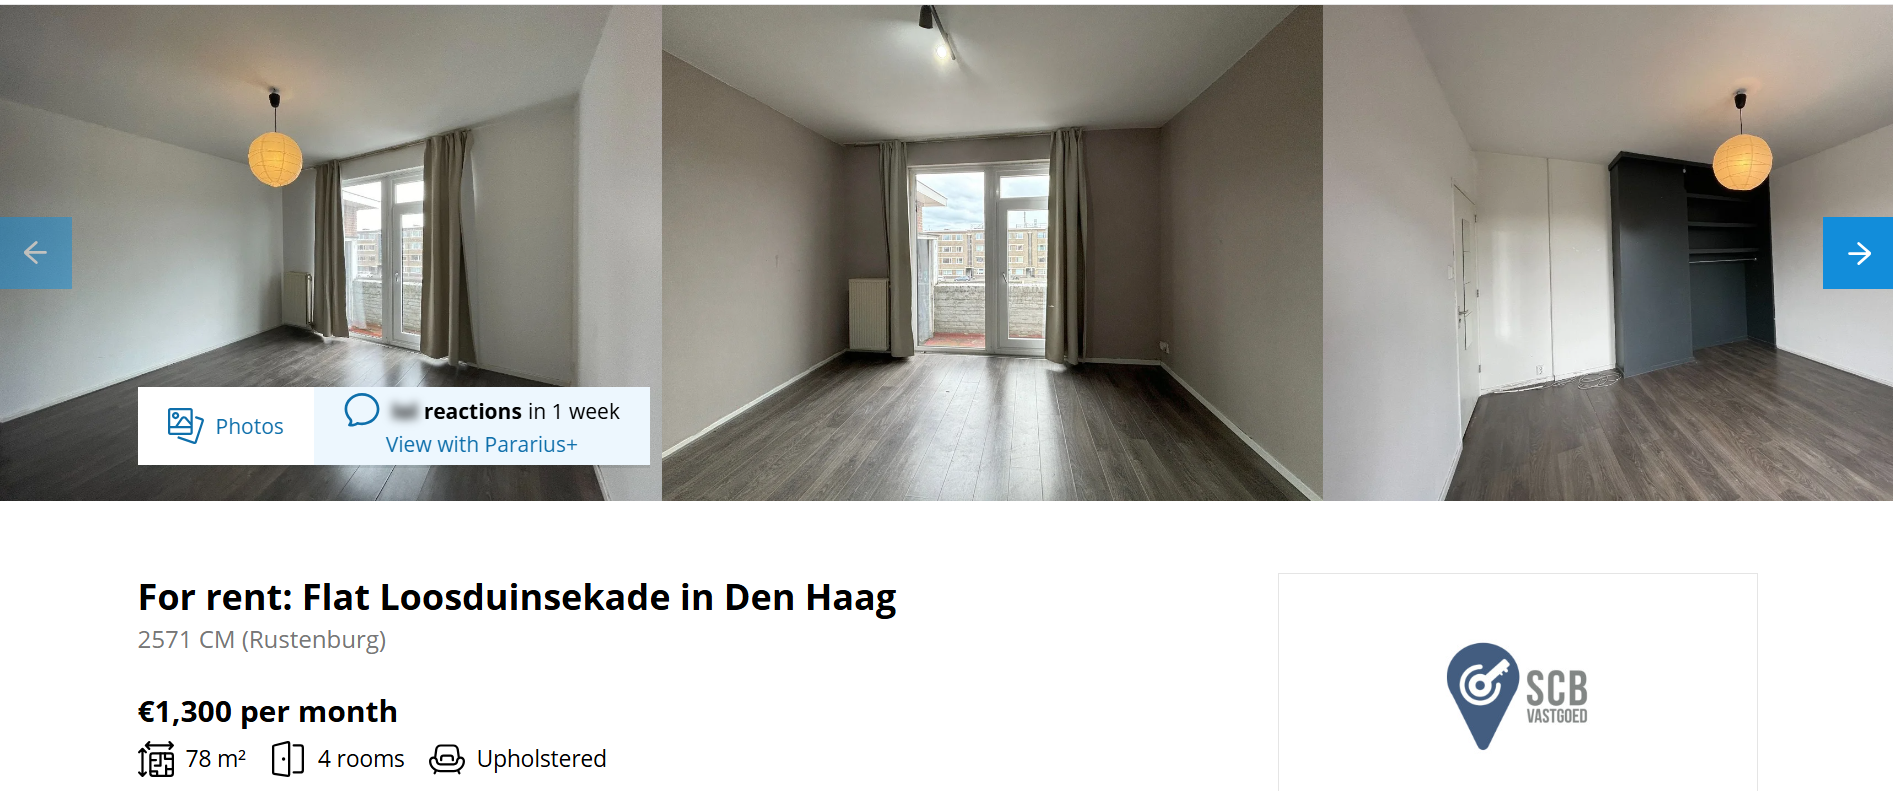 Photos
reactions in 1 week
View with Pararius+
For rent: Flat Loosduinsekade in Den Haag
2571 CM (Rustenburg)
€1,300 per month
78 m² 4 rooms Upholstered
SCB
VASTGOED